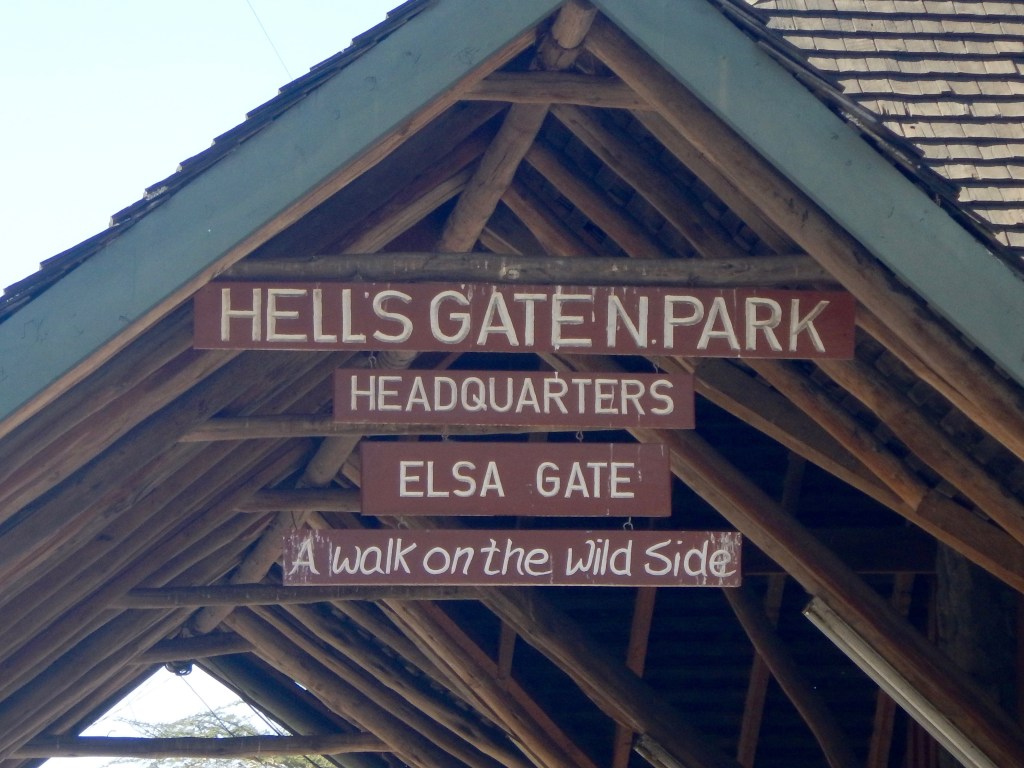 HELL'S GATE N.PARK
HEADQUARTERS
ELSA GATE
A walk on the Wild Side